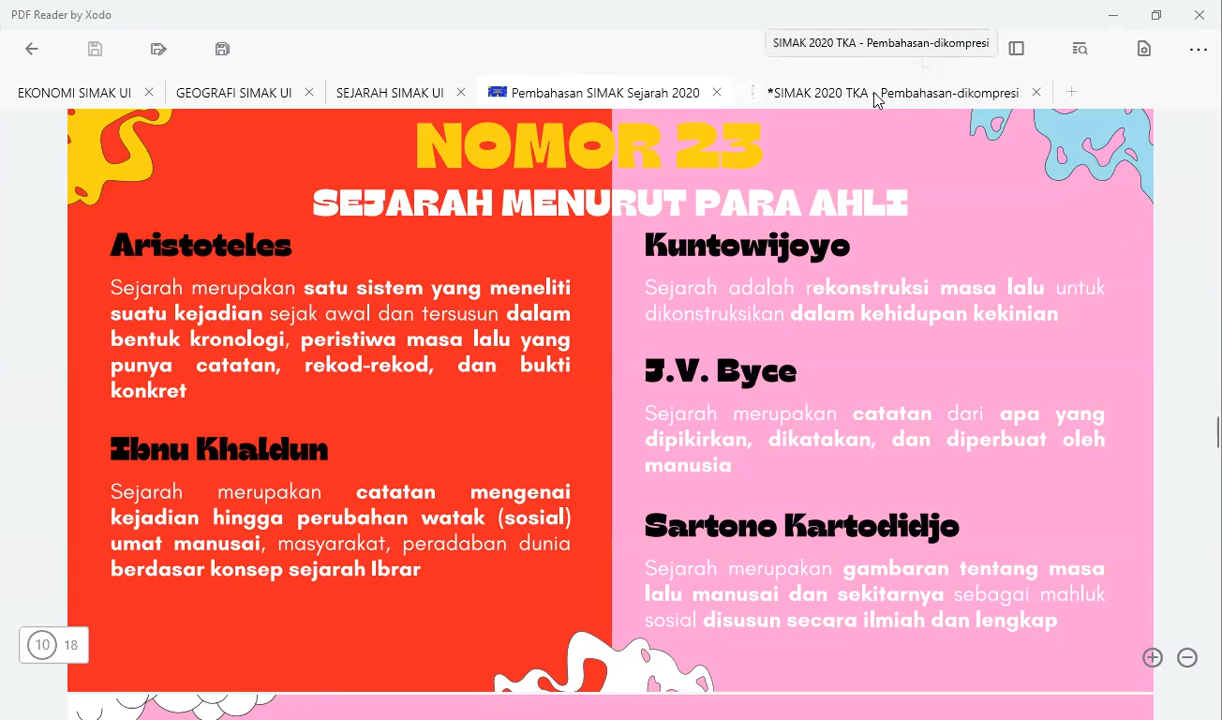 PDF Reader by Xodo
SIMAK 2020 TKA - Pembahasan-dikompresi
EKONOMI SIMAK UI
GEOGRAFI SIMAK UI
SEJARAH SIMAK UI
Pembahasan SIMAK Sejarah 2020
*SIMAK 2020 TKA - Pembahasan-dikompresi
NOMOR 23
SEJARAH MENURUT PARA AHLI
Aristoteles
Sejarah merupakan satu sistem yang meneliti
suatu kejadian sejak awal dan tersusun dalam
bentuk kronologi, peristiwa masa lalu yang
punya catatan, rekod-rekod, dan bukti
konkret
Ibnu Khaldun
Sejarah merupakan catatan mengenai
kejadian hingga perubahan watak (sosial)
umat manusai, masyarakat, peradaban dunia
berdasar konsep sejarah Ibrar
Kuntowijoyo
Sejarah adalah rekonstruksi masa lalu untuk
dikonstruksikan dalam kehidupan kekinian
J.V. Byce
Sejarah merupakan catatan dari apa yang
dipikirkan, dikatakan, dan diperbuat oleh
manusia
Sartono Kartodidjo
Sejarah merupakan gambaran tentang masa
lalu manusai dan sekitarnya sebagai mahluk
sosial disusun secara ilmiah dan lengkap
10 18